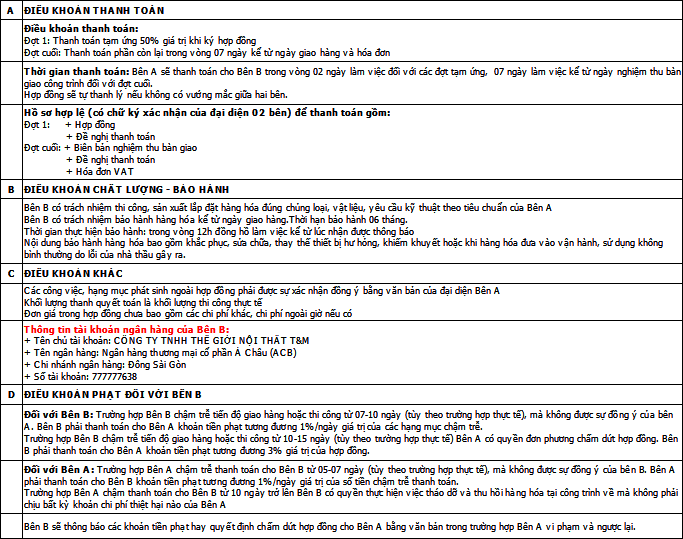 A ĐIỀU KHOẢN THANH TOÁN
Điều khoản thanh toán:
Đợt 1: Thanh toán tạm ứng 50% giá trị khi ký hợp đồng
Đợt cuối: Thanh toán phần còn lại trong vòng 07 ngày kể từ ngày giao hàng và hóa đơn
Thời gian thanh toán: Bên A sẽ thanh toán cho Bên B trong vòng 02 ngày làm việc đối với các đợt tạm ứng, 07 ngày làm việc kể từ ngày nghiệm thu bàn
giao công trình đối với đợt cuối.
Hợp đồng sẽ tự thanh lý nếu không có vướng mắc giữa hai bên.
Hồ sơ hợp lệ (có chữ ký xác nhận của đại diện 02 bên) để thanh toán gồm:
Đợt 1: + Hợp đồng
+ Đề nghị thanh toán
Đợt cuối: + Biên bản nghiệm thu bàn giao
+ Đề nghị thanh toán
+ Hóa đơn VAT
B ĐIỀU KHOẢN CHẤT LƯỢNG - BẢO HÀNH
Bên B có trách nhiệm thi công, sản xuất lắp đặt hàng hóa đúng chủng loại, vật liệu, yêu cầu kỹ thuật theo tiêu chuẩn của Bên A
Bên B có trách nhiệm bảo hành hàng hóa kể từ ngày giao hàng.Thời hạn bảo hành 06 tháng.
Thời gian thực hiện bảo hành: trong vòng 12h đồng hồ làm việc kể từ lúc nhận được thông báo
Nội dung bảo hành hàng hóa bao gồm khắc phục, sửa chữa, thay thế thiết bị hư hỏng, khiếm khuyết hoặc khi hàng hóa đưa vào vận hành, sử dụng không
bình thường do lỗi của nhà thầu gây ra.
C ĐIỀU KHOẢN KHÁC
Các công việc, hạng mục phát sinh ngoài hợp đồng phải được sự xác nhận đồng ý bằng văn bản của đại diện Bên A
Khối lượng thanh quyết toán là khối lượng thi công thực tế
Đơn giá trong hợp đồng chưa bao gồm các chi phí khác, chi phí ngoài giờ nếu có
Thông tin tài khoản ngân hàng của Bên B:
+ Tên chủ tài khoản: CÔNG TY TNHH THẾ GIỚI NỘI THẤT T&M
+ Tên ngân hàng: Ngân hàng thương mại cổ phần Á Châu (ACB)
+ Chi nhánh ngân hàng: Đông Sài Gòn
+ Số tài khoản: 777777638
D ĐIỀU KHOẢN PHẠT ĐỐI VỚI BÊN B
Đối với Bên B: Trường hợp Bên B chậm trễ tiến độ giao hàng hoặc thi công từ 07-10 ngày (tùy theo trường hợp thực tế), mà không được sự đồng ý của bên
A. Bên B phải thanh toán cho Bên A khoản tiền phạt tương đương 1%/ngày giá trị của các hạng mục chậm trễ.
Trường hợp Bên B chậm trễ tiến độ giao hàng hoặc thi công từ 10-15 ngày (tùy theo trường hợp thực tế) Bên A có quyền đơn phương chấm dứt hợp đồng. Bên
B phải thanh toán cho Bên A khoản tiền phạt tương đương 3% giá trị của hợp đồng.
Đối với Bên A: Trường hợp Bên A chậm trễ thanh toán cho Bên B từ 05-07 ngày (tùy theo trường hợp thực tế), mà không được sự đồng ý của bên B. Bên A
phải thanh toán cho Bên B khoản tiền phạt tương đương 1%/ngày giá trị của số tiền chậm trễ thanh toán.
Trường hợp Bên A chậm thanh toán cho Bên B từ 10 ngày trở lên Bên B có quyền thực hiện việc tháo dỡ và thu hồi hàng hóa tại công trình về mà không phải
chịu bất kỳ khoản chi phí thiệt hại nào của Bên A
Bên B sẽ thông báo các khoản tiền phạt hay quyết định chấm dứt hợp đồng cho Bên A bằng văn bản trong trường hợp Bên A vi phạm và ngược lại.